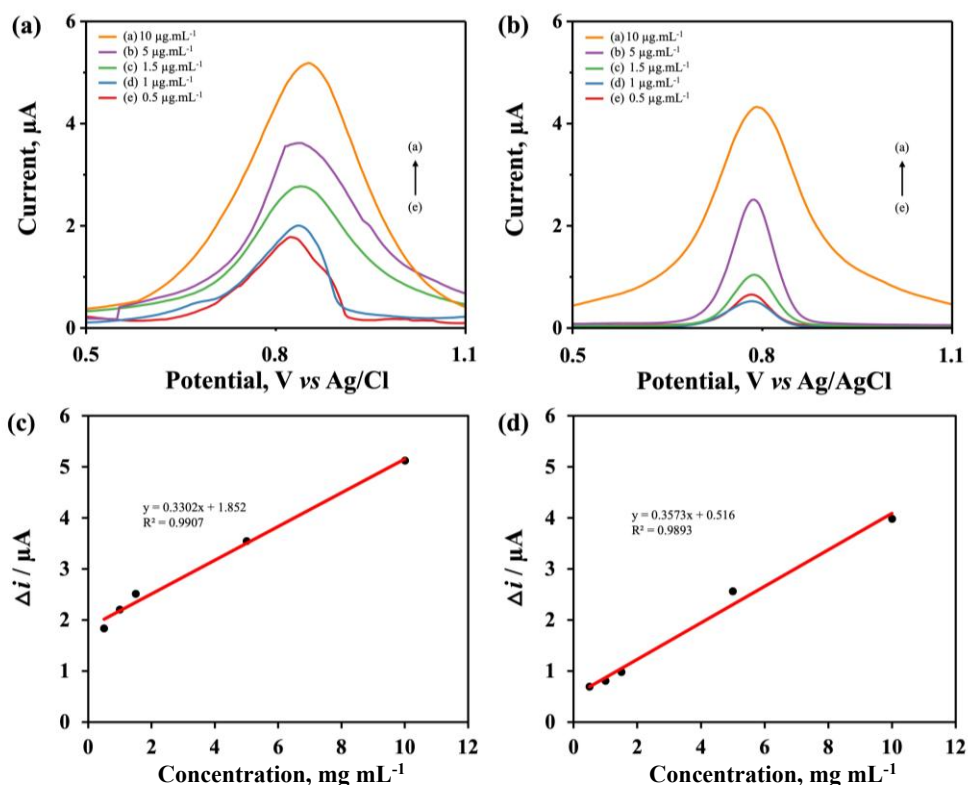 (a)
6
4
2
0
Current, µA
(a) 10 µg.mL⁻¹
(b) 5 µg.mL⁻¹
(c) 1.5 µg.mL⁻¹
(d) 1 µg.mL⁻¹
(e) 0.5 µg.mL⁻¹
(a)
(e)
0.5 0.8 1.1
Potential, V vs Ag/Cl
(b)
6
4
2
0
Current, µA
(a) 10 µg.mL⁻¹
(b) 5 µg.mL⁻¹
(c) 1.5 µg.mL⁻¹
(d) 1 µg.mL⁻¹
(e) 0.5 µg.mL⁻¹
(a)
(e)
0.5 0.8 1.1
Potential, V vs Ag/AgCl
(c)
6
5
4
3
2
1
0
Δi / µA
y = 0.3302x + 1.852
R² = 0.9907
0 2 4 6 8 10 12
Concentration, mg mL⁻¹
(d)
6
5
4
3
2
1
0
Δi / µA
y = 0.3573x + 0.516
R² = 0.9893
0 2 4 6 8 10 12
Concentration, mg mL⁻¹